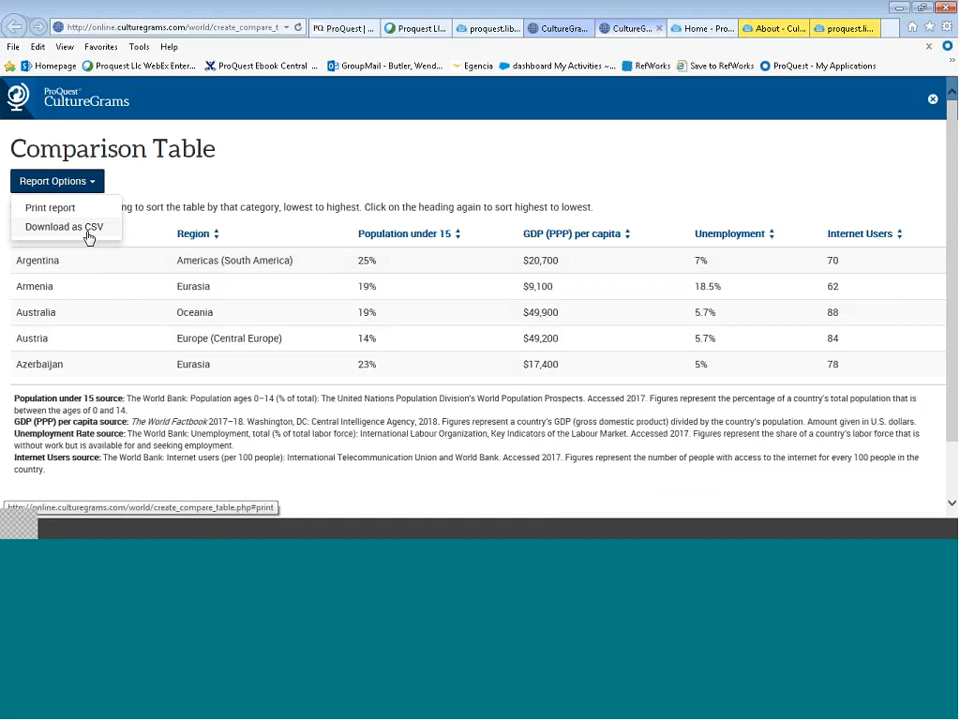 http://online.culturegrams.com/world/create_compare_t
ProQuest | ...
Proquest Ll...
proquest.lib...
CultureGra...
CultureG...
Home - Pro...
About - Cul...
proquest.li...
File Edit View Favorites Tools Help
Homepage
Proquest Llc WebEx Enter...
ProQuest Ebook Central ...
GroupMail - Butler, Wend...
Egencia
dashboard My Activities ~...
RefWorks
Save to RefWorks
ProQuest - My Applications
ProQuest
CultureGrams
Comparison Table
Report Options
Print report
Download as CSV
ng to sort the table by that category, lowest to highest. Click on the heading again to sort highest to lowest.
Region Population under 15 GDP (PPP) per capita Unemployment Internet Users
Argentina Americas (South America) 25% $20,700 7% 70
Armenia Eurasia 19% $9,100 18.5% 62
Australia Oceania 19% $49,900 5.7% 88
Austria Europe (Central Europe) 14% $49,200 5.7% 84
Azerbaijan Eurasia 23% $17,400 5% 78
Population under 15 source: The World Bank: Population ages 0–14 (% of total): The United Nations Population Division's World Population Prospects. Accessed 2017. Figures represent the percentage of a country's total population that is
between the ages of 0 and 14.
GDP (PPP) per capita source: The World Factbook 2017–18. Washington, DC: Central Intelligence Agency, 2018. Figures represent a country's GDP (gross domestic product) divided by the country's population. Amount given in U.S. dollars.
Unemployment Rate source: The World Bank: Unemployment, total (% of total labor force): International Labour Organization, Key Indicators of the Labour Market. Accessed 2017. Figures represent the share of a country's labor force that is
without work but is available for and seeking employment.
Internet Users source: The World Bank: Internet users (per 100 people): International Telecommunication Union and World Bank. Accessed 2017. Figures represent the number of people with access to the internet for every 100 people in the
country.
http://online.culturegrams.com/world/create_compare_table.php#print